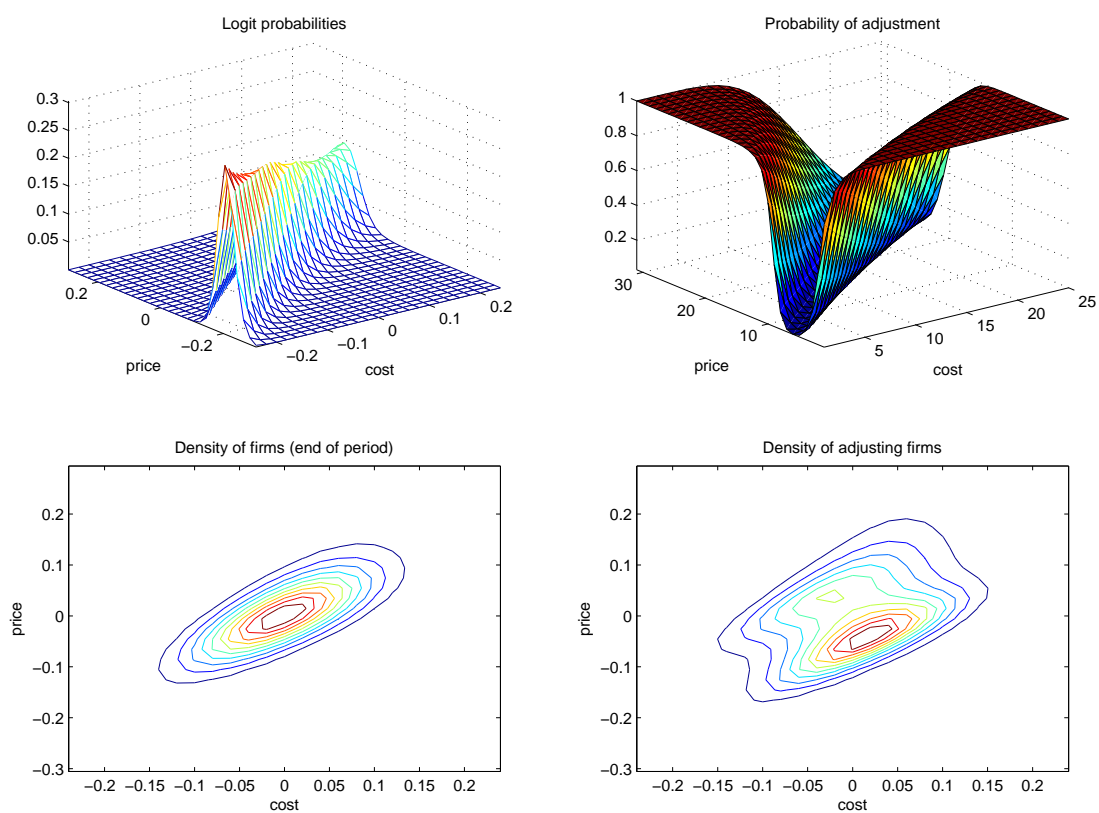 Logit probabilities
0.3
0.25
0.2
0.15
0.1
0.05
0.2
0
−0.2
−0.2
−0.1
0
0.1
0.2
price
cost
Probability of adjustment
1
0.8
0.6
0.4
0.2
30
20
10
5
10
15
20
25
price
cost
Density of firms (end of period)
0.2
0.1
0
−0.1
−0.2
−0.3
price
−0.2 −0.15 −0.1 −0.05 0 0.05 0.1 0.15 0.2
cost
Density of adjusting firms
0.2
0.1
0
−0.1
−0.2
−0.3
price
−0.2 −0.15 −0.1 −0.05 0 0.05 0.1 0.15 0.2
cost